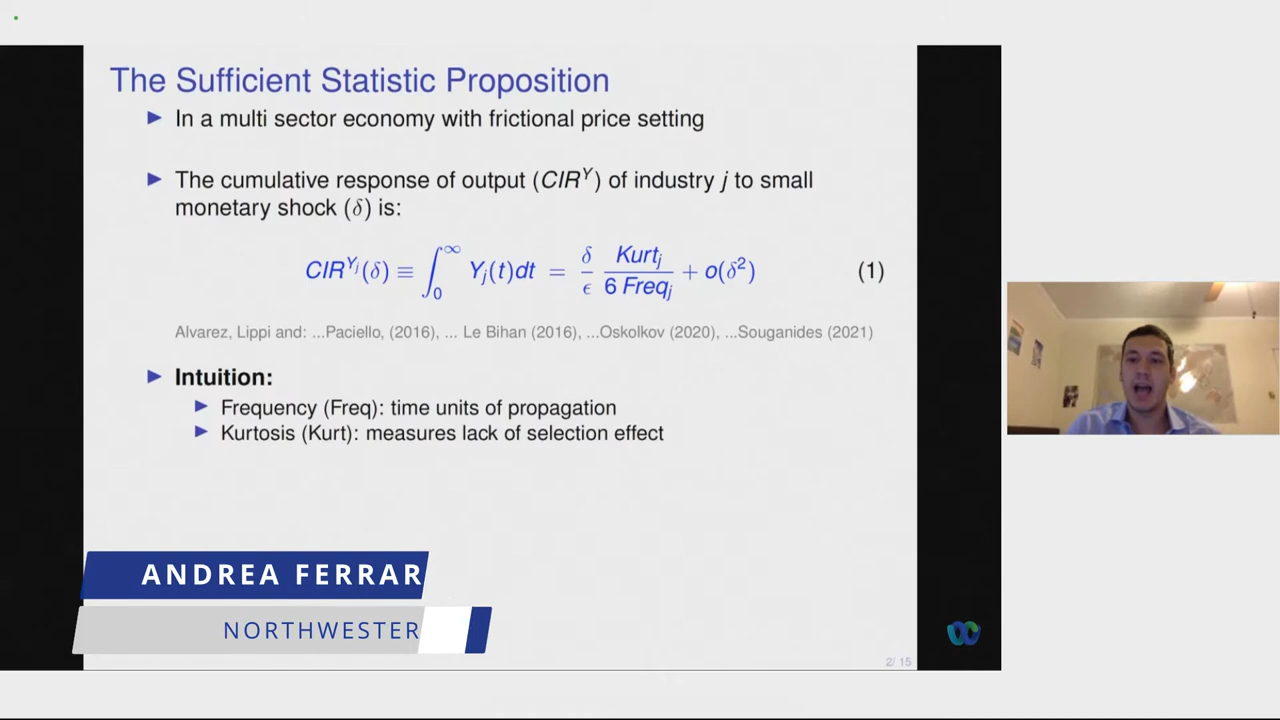 The Sufficient Statistic Proposition
In a multi sector economy with frictional price setting
The cumulative response of output (CIR^Y) of industry j to small
monetary shock (δ) is:
CIR^{Y_j}(δ) ≡ ∫_0^∞ Y_j(t)dt = δ/ϵ Kurt_j/6 Freq_j + o(δ²) (1)
Alvarez, Lippi and: ...Paciello, (2016), ... Le Bihan (2016), ...Oskolkov (2020), ...Souganides (2021)
Intuition:
Frequency (Freq): time units of propagation
Kurtosis (Kurt): measures lack of selection effect
ANDREA FERRAR
NORTHWESTER
2/ 15